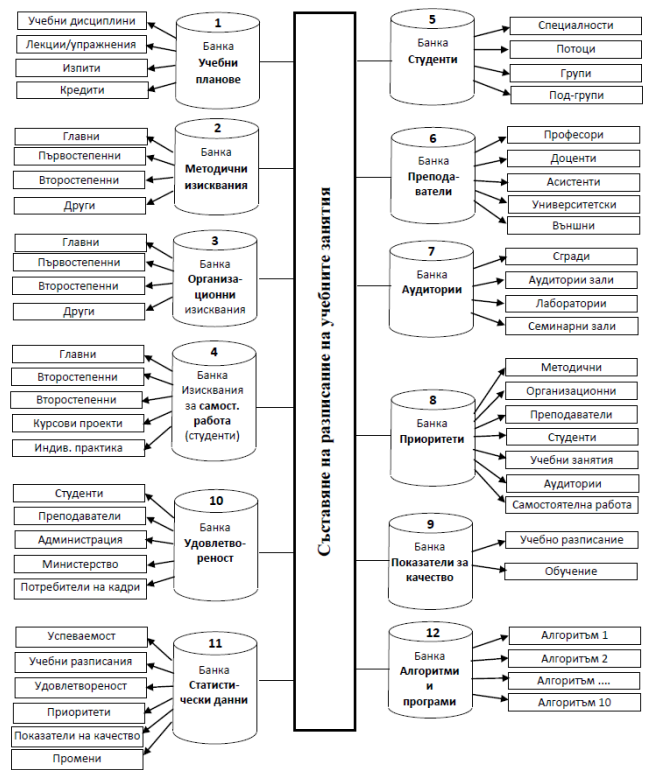 Учебни дисциплини
Лекции/упражнения
Изпити
Кредити
1
Банка
Учебни
планове
Главни
Първостепенни
Второстепенни
Други
2
Банка
Методични
изисквания
Главни
Първостепенни
Второстепенни
Други
3
Банка
Организа-
ционни
изисквания
Главни
Второстепенни
Второстепенни
Курсови проекти
Индив. практика
4
Банка
Изисквания
за самост.
работа
(студенти)
Студенти
Преподаватели
Администрация
Министерство
Потребители на кадри
10
Банка
Удовлетво-
реност
Успеваемост
Учебни разписания
Удовлетвореност
Приоритети
Показатели на качество
Промени
11
Банка
Статисти-
чески данни
Съставяне на разписание на учебните занятия
5
Банка
Студенти
Специалности
Потоци
Групи
Под-групи
6
Банка
Препода-
ватели
Професори
Доценти
Асистенти
Университетски
Външни
7
Банка
Аудитории
Сгради
Аудитории зали
Лаборатории
Семинарни зали
8
Банка
Приоритети
Методични
Организационни
Преподаватели
Студенти
Учебни занятия
Аудитории
Самостоятелна работа
9
Банка
Показатели за
качество
Учебно разписание
Обучение
12
Банка
Алгоритми
и
програми
Алгоритъм 1
Алгоритъм 2
Алгоритъм ....
Алгоритъм 10